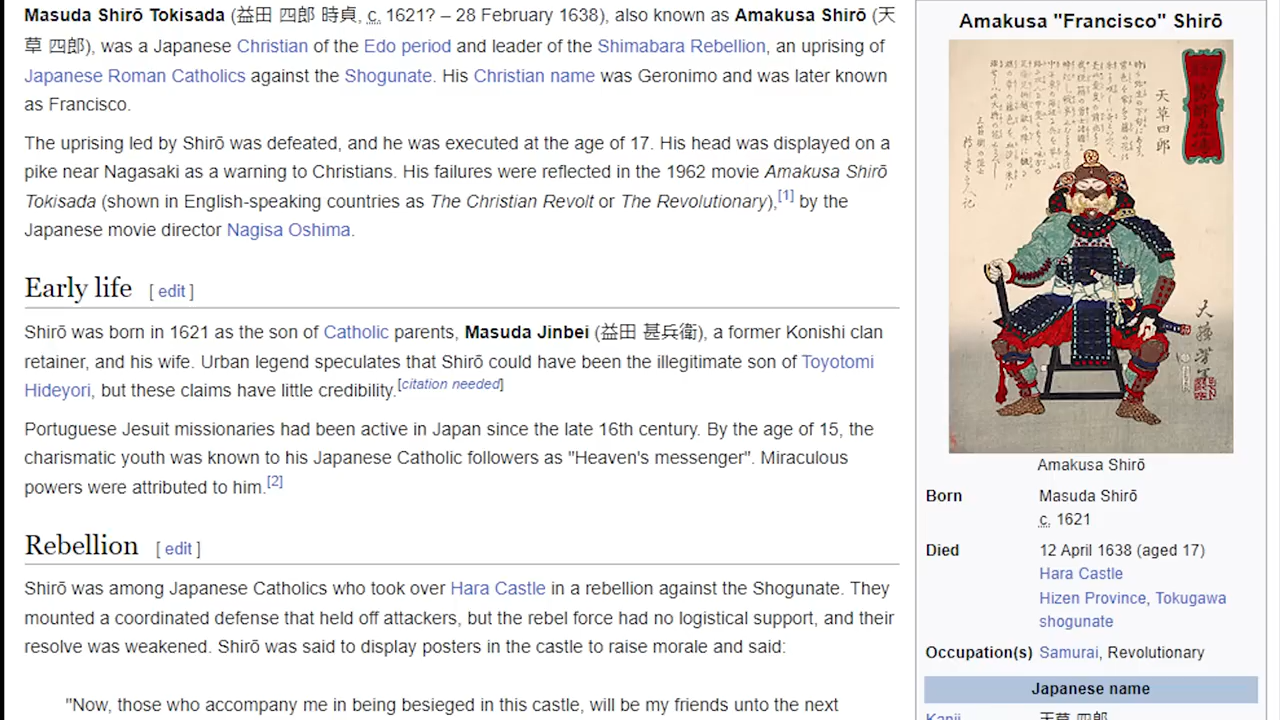 Masuda Shirō Tokisada (益田 四郎 時貞, c. 1621? – 28 February 1638), also known as Amakusa Shirō (天
草 四郎), was a Japanese Christian of the Edo period and leader of the Shimabara Rebellion, an uprising of
Japanese Roman Catholics against the Shogunate. His Christian name was Geronimo and was later known
as Francisco.
The uprising led by Shirō was defeated, and he was executed at the age of 17. His head was displayed on a
pike near Nagasaki as a warning to Christians. His failures were reflected in the 1962 movie Amakusa Shirō
Tokisada (shown in English-speaking countries as The Christian Revolt or The Revolutionary),[1] by the
Japanese movie director Nagisa Oshima.
Early life [ edit ]
Shirō was born in 1621 as the son of Catholic parents, Masuda Jinbei (益田 甚兵衛), a former Konishi clan
retainer, and his wife. Urban legend speculates that Shirō could have been the illegitimate son of Toyotomi
Hideyori, but these claims have little credibility.[citation needed]
Portuguese Jesuit missionaries had been active in Japan since the late 16th century. By the age of 15, the
charismatic youth was known to his Japanese Catholic followers as "Heaven's messenger". Miraculous
powers were attributed to him.[2]
Rebellion [ edit ]
Shirō was among Japanese Catholics who took over Hara Castle in a rebellion against the Shogunate. They
mounted a coordinated defense that held off attackers, but the rebel force had no logistical support, and their
resolve was weakened. Shirō was said to display posters in the castle to raise morale and said:
"Now, those who accompany me in being besieged in this castle, will be my friends unto the next
Amakusa "Francisco" Shirō
天草四郎
Amakusa Shirō
Born Masuda Shirō
c. 1621
Died 12 April 1638 (aged 17)
Hara Castle
Hizen Province, Tokugawa
shogunate
Occupation(s) Samurai, Revolutionary
Japanese name
Kanji 天草 四郎